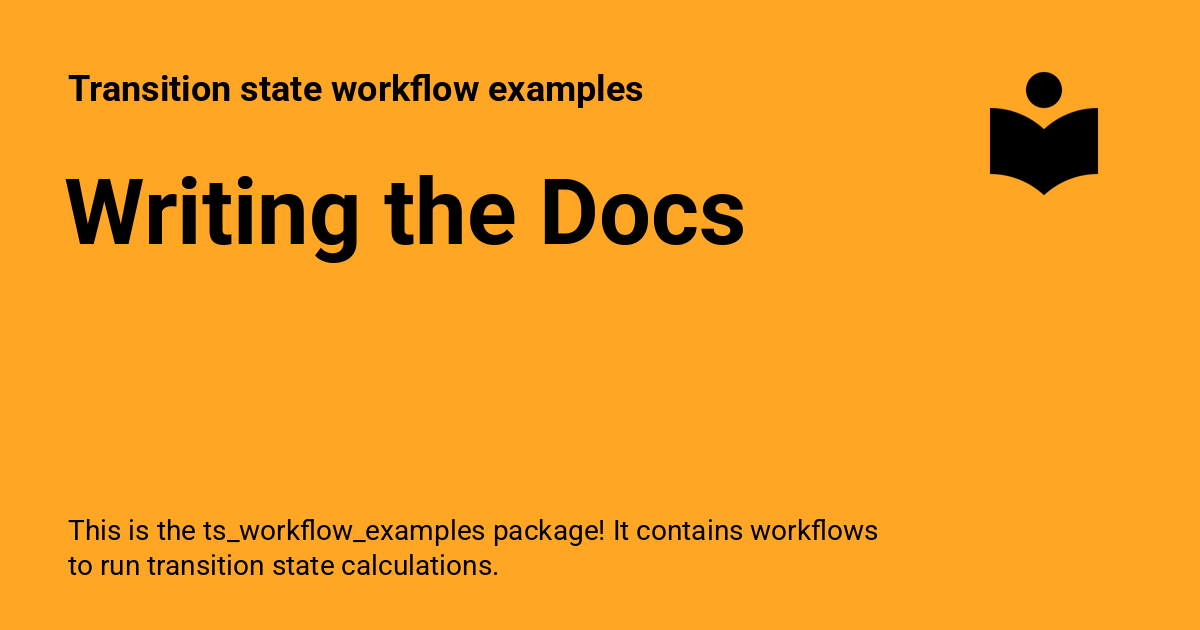 Transition state workflow examples
Writing the Docs
This is the ts_workflow_examples package! It contains workflows
to run transition state calculations.